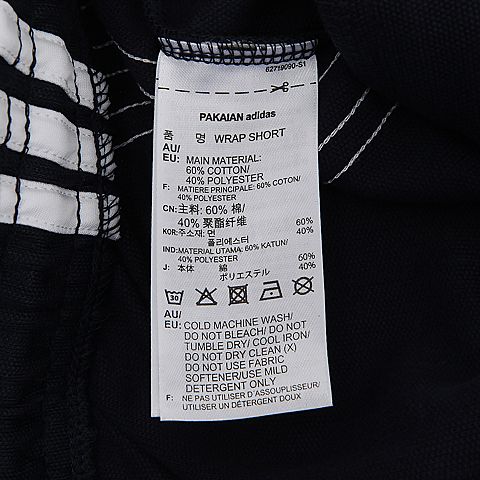 62719090-S1
PAKAIAN adidas
품 명 WRAP SHORT
AU/
EU: MAIN MATERIAL:
60% COTTON/
40% POLYESTER
F: MATIERE PRINCIPALE: 60% COTON/
40% POLYESTER
CN: 主料: 60% 棉/
40% 聚酯纤维
KOR: 주소재: 면 60%
폴리에스터 40%
IND: MATERIAL UTAMA: 60% KATUN/
40% POLYESTER
J: 本体 綿 60%
ポリエステル 40%
30
AU/
EU: COLD MACHINE WASH/
DO NOT BLEACH/ DO NOT
TUMBLE DRY/ COOL IRON/
DO NOT DRY CLEAN (X)
DO NOT USE FABRIC
SOFTENER/USE MILD
DETERGENT ONLY
F: NE PAS UTILISER D'ASSOUPLISSEUR/
UTILISER UN DÉTERGENT DOUX